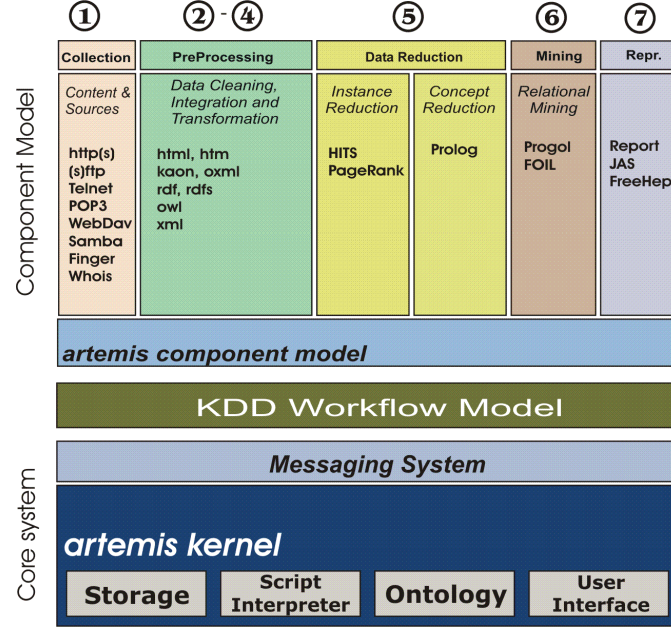 ① ② - ④ ⑤ ⑥ ⑦
Collection PreProcessing Data Reduction Mining Repr.
Content &
Sources
http(s)
(s)ftp
Telnet
POP3
WebDav
Samba
Finger
Whois
Data Cleaning,
Integration and
Transformation
html, htm
kaon, oxml
rdf, rdfs
owl
xml
Instance
Reduction
HITS
PageRank
Concept
Reduction
Prolog
Relational
Mining
Progol
FOIL
Report
JAS
FreeHep
Component Model
artemis component model
KDD Workflow Model
Messaging System
Core system
artemis kernel
Storage
Script
Interpreter
Ontology
User
Interface